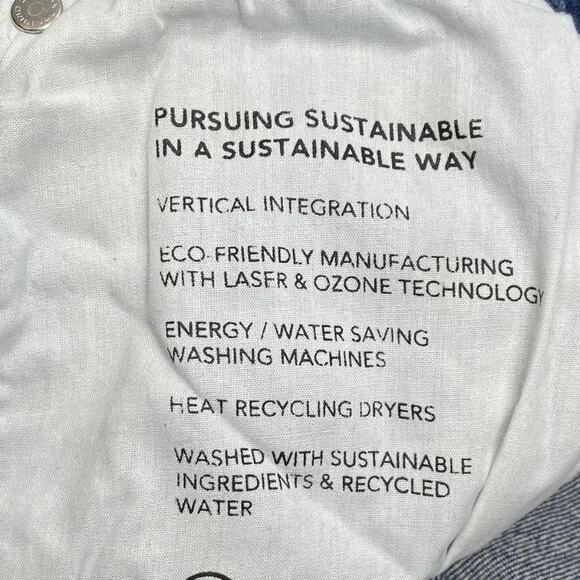 PURSUING SUSTAINABLE
IN A SUSTAINABLE WAY
VERTICAL INTEGRATION
ECO-FRIENDLY MANUFACTURING
WITH LASER & OZONE TECHNOLOGY
ENERGY / WATER SAVING
WASHING MACHINES
HEAT RECYCLING DRYERS
WASHED WITH SUSTAINABLE
INGREDIENTS & RECYCLED
WATER